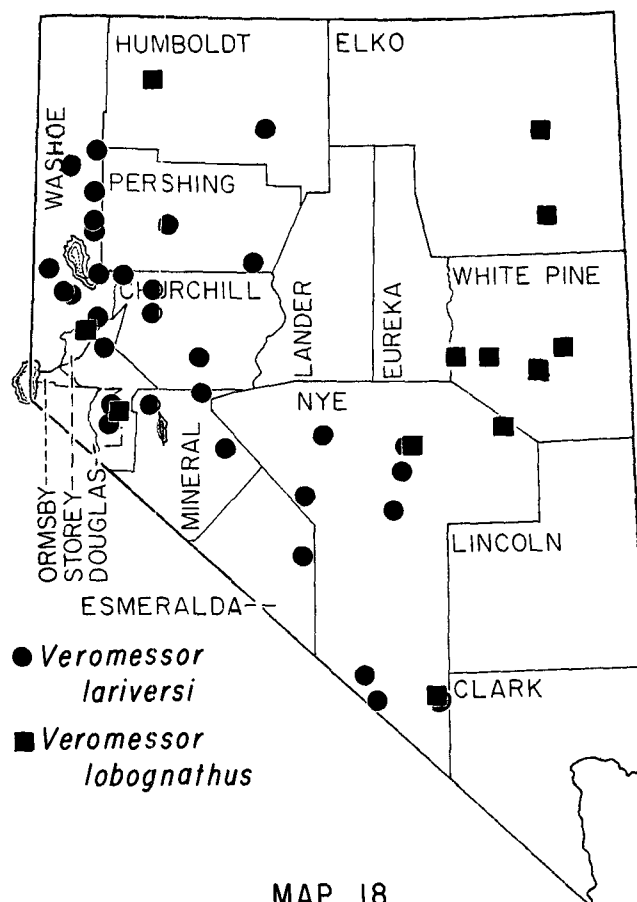 HUMBOLDT
ELKO
WASHOE
PERSHING
CHURCHILL
LANDER
EUREKA
WHITE PINE
NYE
L.
MINERAL
ORMSBY
STOREY
DOUGLAS
LINCOLN
ESMERALDA
CLARK
Veromessor
lariversi
Veromessor
lobognathus
MAP 18